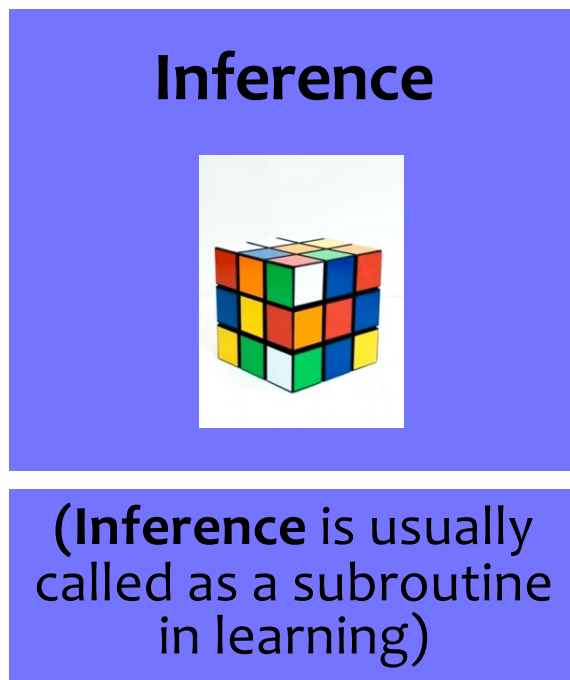 Inference
(Inference is usually
called as a subroutine
in learning)